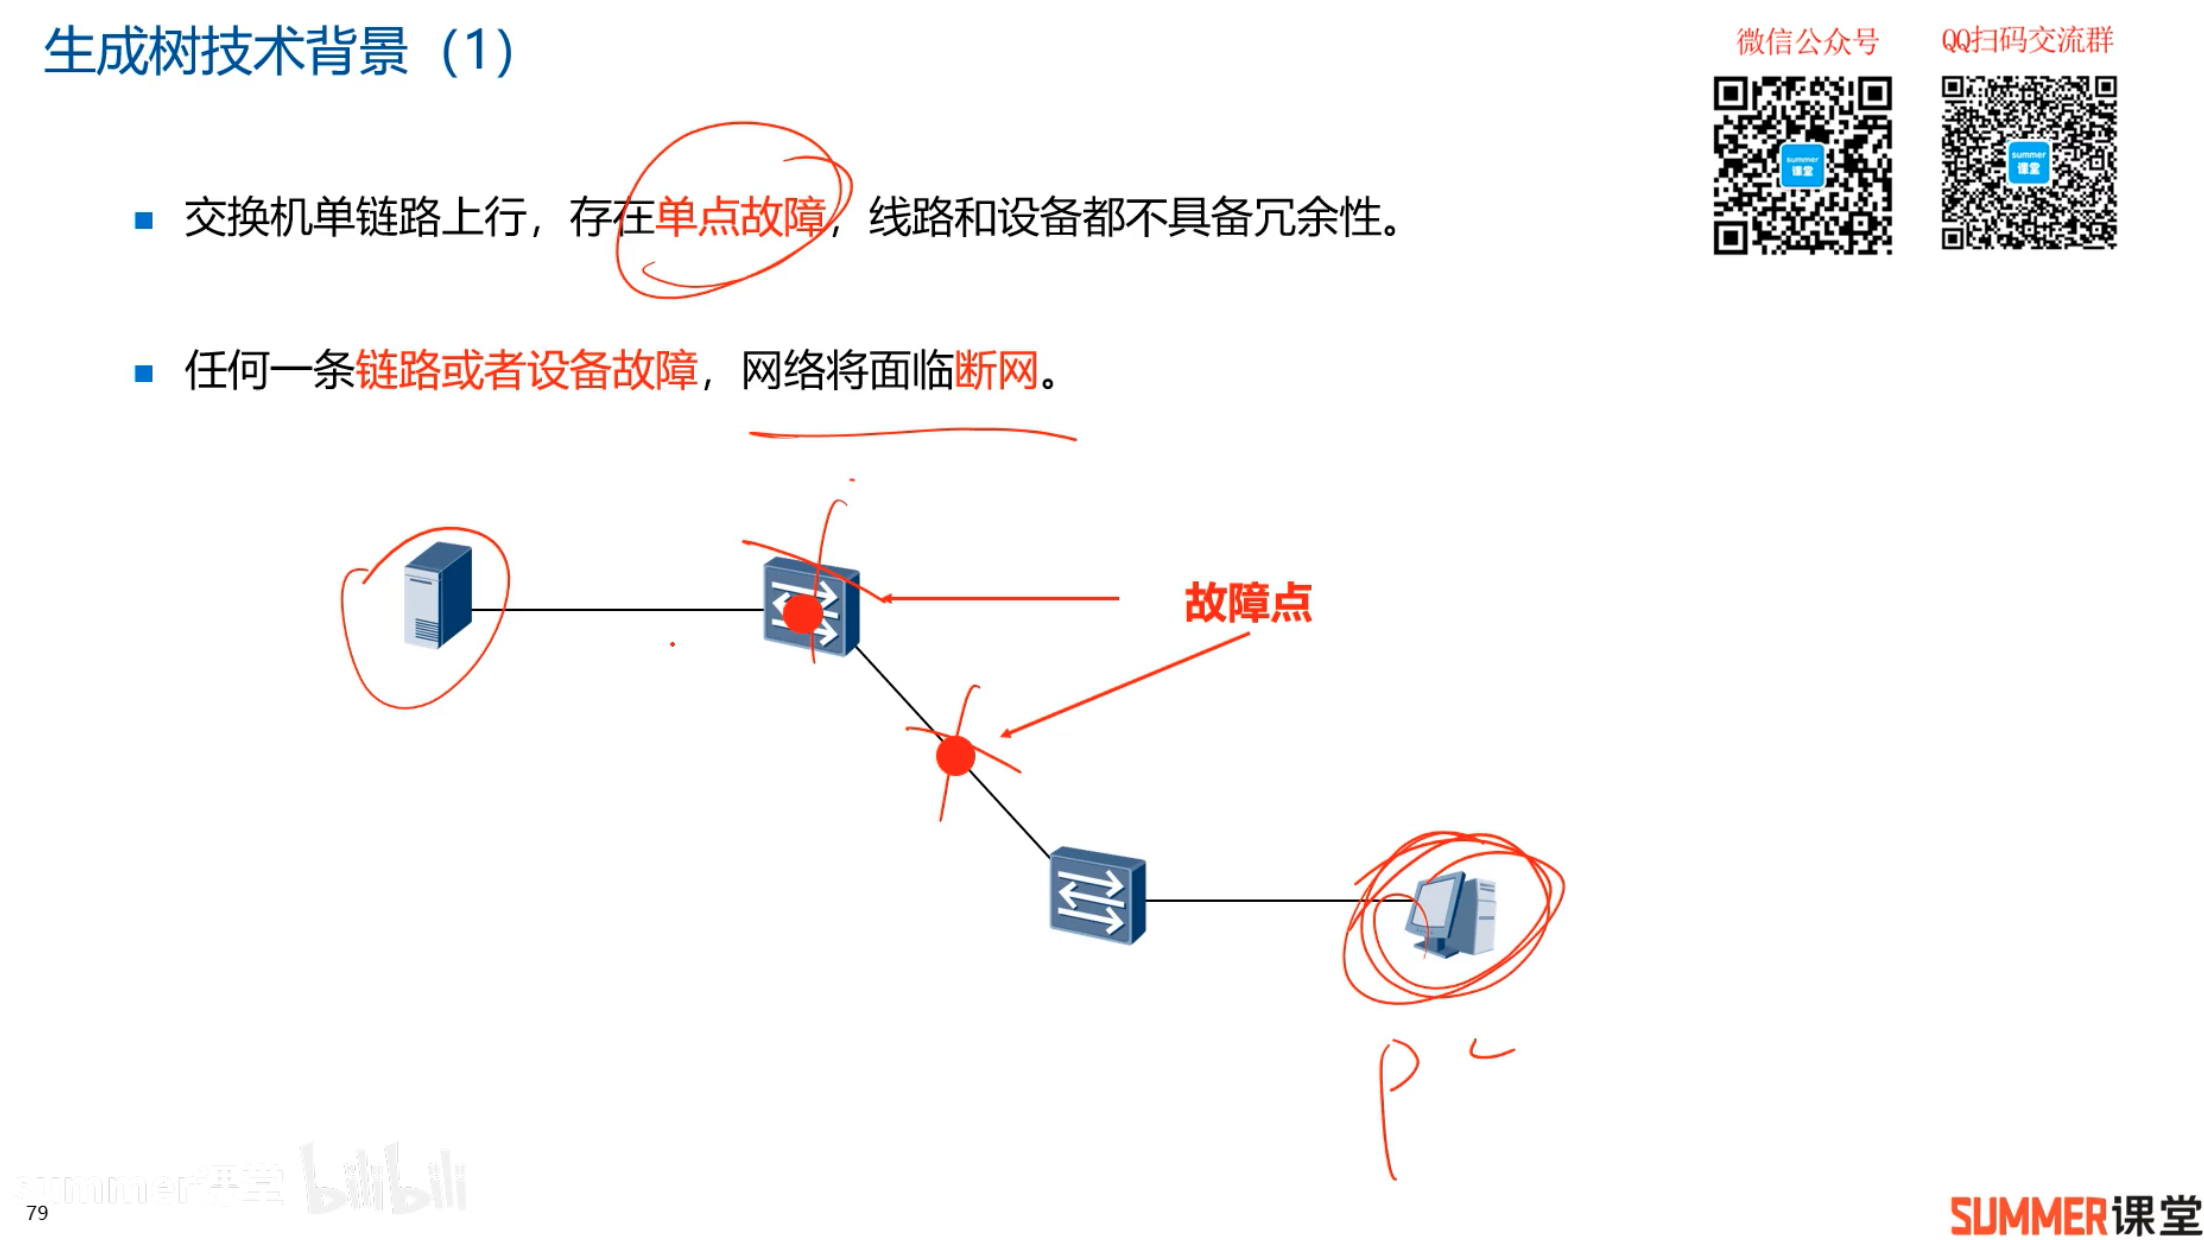 生成树技术背景（1）
微信公众号
QQ扫码交流群
summer
课堂
summer
课堂
交换机单链路上行，存在单点故障，线路和设备都不具备冗余性。
任何一条链路或者设备故障，网络将面临断网。
故障点
PC
summer课堂 bilibili
79
SUMMER课堂